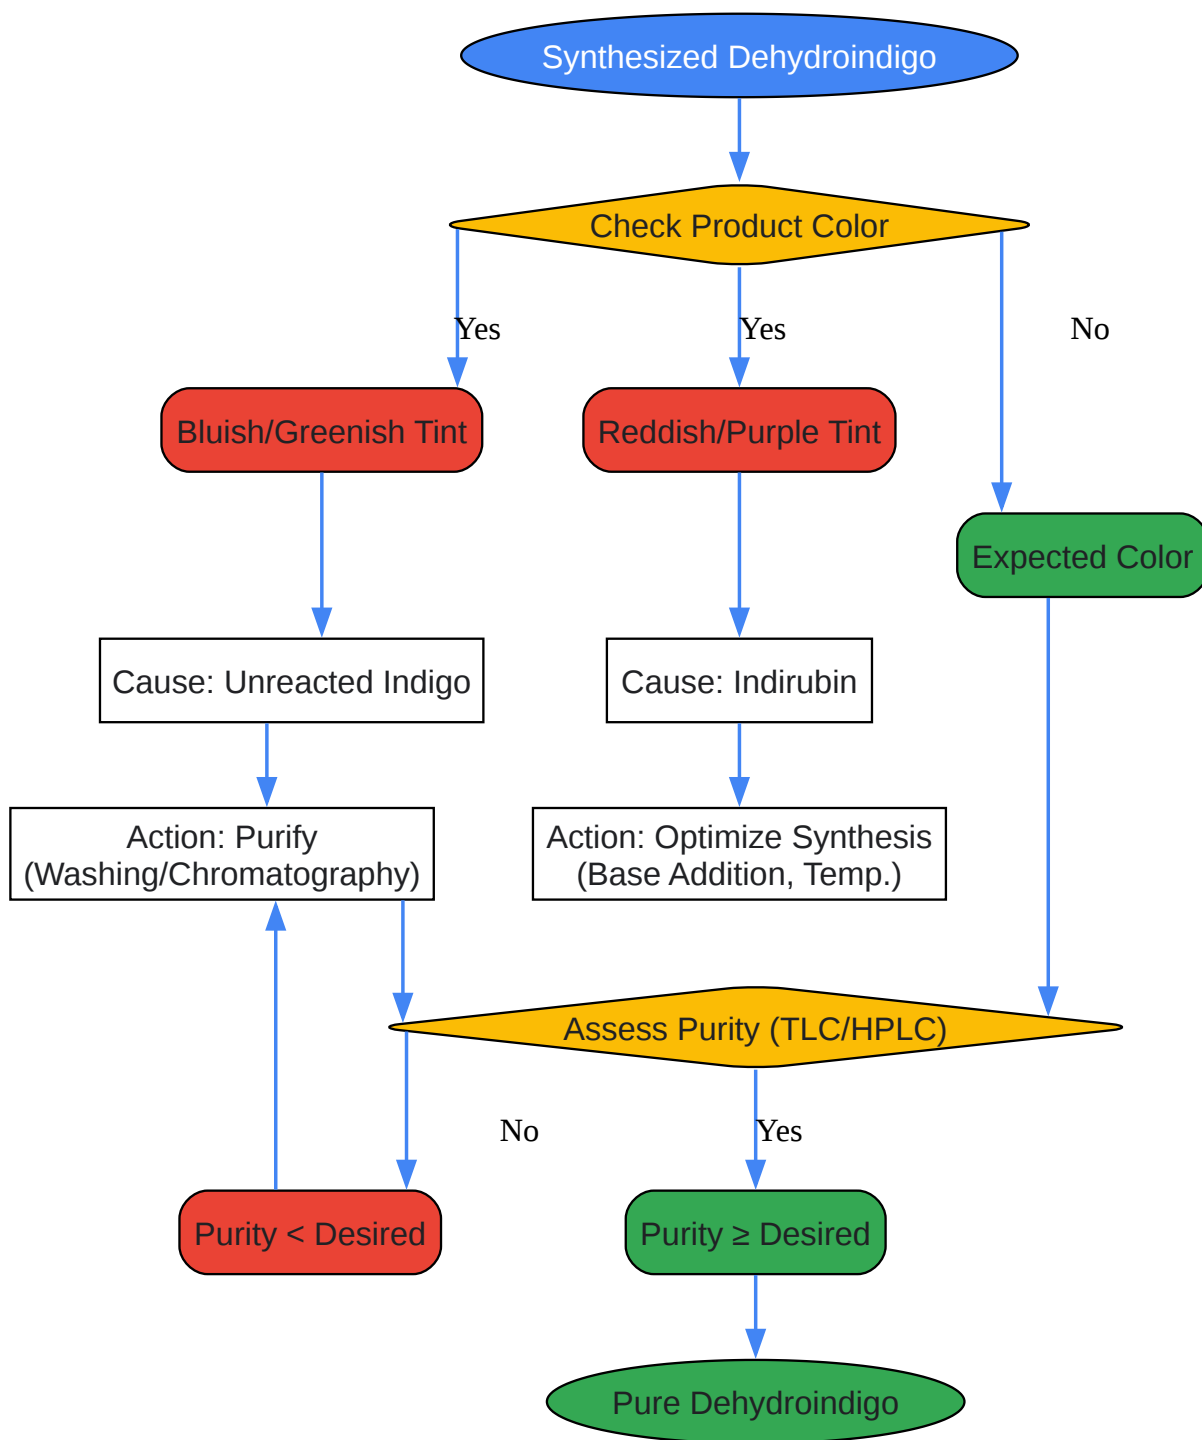 Synthesized Dehydroindigo
Check Product Color
Yes
Yes
No
Bluish/Greenish Tint
Reddish/Purple Tint
Expected Color
Cause: Unreacted Indigo
Cause: Indirubin
Action: Purify
(Washing/Chromatography)
Action: Optimize Synthesis
(Base Addition, Temp.)
Assess Purity (TLC/HPLC)
No
Yes
Purity < Desired
Purity ≥ Desired
Pure Dehydroindigo